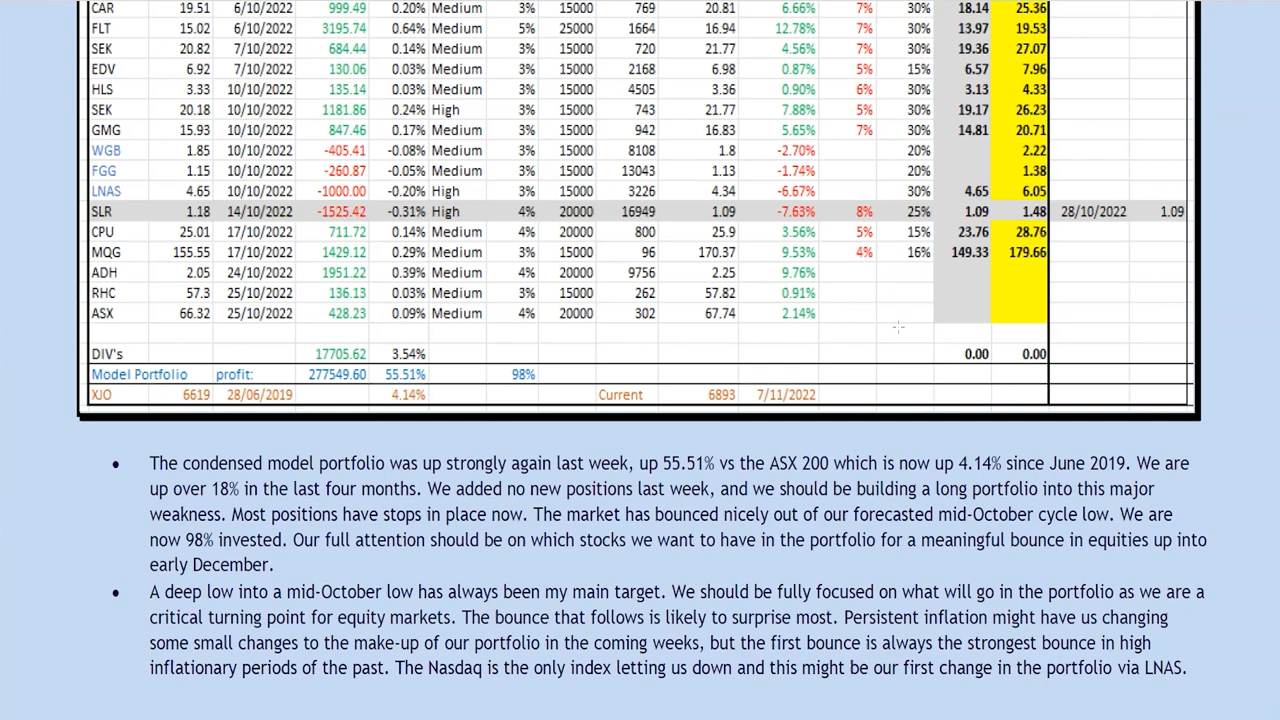 CAR 19.51 6/10/2022 999.49 0.20% Medium 3% 15000 769 20.81 6.66% 7% 30% 18.14 25.36
FLT 15.02 6/10/2022 3195.74 0.64% Medium 5% 25000 1664 16.94 12.78% 7% 30% 13.97 19.53
SEK 20.82 7/10/2022 684.44 0.14% Medium 3% 15000 720 21.77 4.56% 7% 30% 19.36 27.07
EDV 6.92 7/10/2022 130.06 0.03% Medium 3% 15000 2168 6.98 0.87% 5% 15% 6.57 7.96
HLS 3.33 10/10/2022 135.14 0.03% Medium 3% 15000 4505 3.36 0.90% 6% 30% 3.13 4.33
SEK 20.18 10/10/2022 1181.86 0.24% High 3% 15000 743 21.77 7.88% 5% 30% 19.17 26.23
GMG 15.93 10/10/2022 847.46 0.17% Medium 3% 15000 942 16.83 5.65% 7% 30% 14.81 20.71
WGB 1.85 10/10/2022 -405.41 -0.08% Medium 3% 15000 8108 1.8 -2.70% 20% 2.22
FGG 1.15 10/10/2022 -260.87 -0.05% Medium 3% 15000 13043 1.13 -1.74% 20% 1.38
LNAS 4.65 10/10/2022 -1000.00 -0.20% High 3% 15000 3226 4.34 -6.67% 30% 4.65 6.05
SLR 1.18 14/10/2022 -1525.42 -0.31% High 4% 20000 16949 1.09 -7.63% 8% 25% 1.09 1.48 28/10/2022 1.09
CPU 25.01 17/10/2022 711.72 0.14% Medium 4% 20000 800 25.9 3.56% 5% 15% 23.76 28.76
MQG 155.55 17/10/2022 1429.12 0.29% Medium 3% 15000 96 170.37 9.53% 4% 16% 149.33 179.66
ADH 2.05 24/10/2022 1951.22 0.39% Medium 4% 20000 9756 2.25 9.76%
RHC 57.3 25/10/2022 136.13 0.03% Medium 3% 15000 262 57.82 0.91%
ASX 66.32 25/10/2022 428.23 0.09% Medium 4% 20000 302 67.74 2.14%
DIV's 17705.62 3.54% 0.00 0.00
Model Portfolio profit: 277549.60 55.51% 98%
XJO 6619 28/06/2019 4.14% Current 6893 7/11/2022
• The condensed model portfolio was up strongly again last week, up 55.51% vs the ASX 200 which is now up 4.14% since June 2019. We are
up over 18% in the last four months. We added no new positions last week, and we should be building a long portfolio into this major
weakness. Most positions have stops in place now. The market has bounced nicely out of our forecasted mid-October cycle low. We are
now 98% invested. Our full attention should be on which stocks we want to have in the portfolio for a meaningful bounce in equities up into
early December.
• A deep low into a mid-October low has always been my main target. We should be fully focused on what will go in the portfolio as we are a
critical turning point for equity markets. The bounce that follows is likely to surprise most. Persistent inflation might have us changing
some small changes to the make-up of our portfolio in the coming weeks, but the first bounce is always the strongest bounce in high
inflationary periods of the past. The Nasdaq is the only index letting us down and this might be our first change in the portfolio via LNAS.